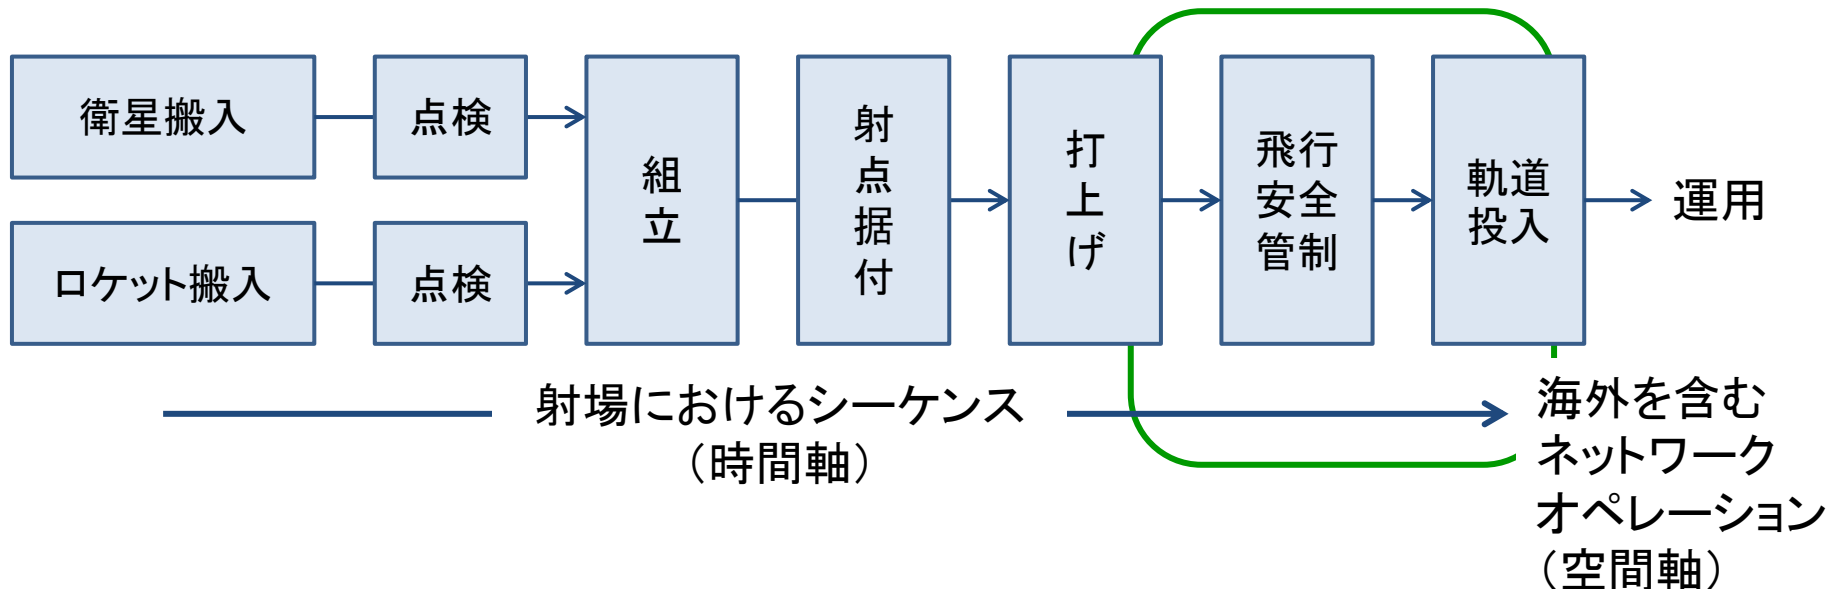 衛星搬入
点検
ロケット搬入
点検
組立
射点据付
打上げ
飛行
安全
管制
軌道
投入
運用
射場におけるシーケンス
（時間軸）
海外を含む
ネットワーク
オペレーション
（空間軸）